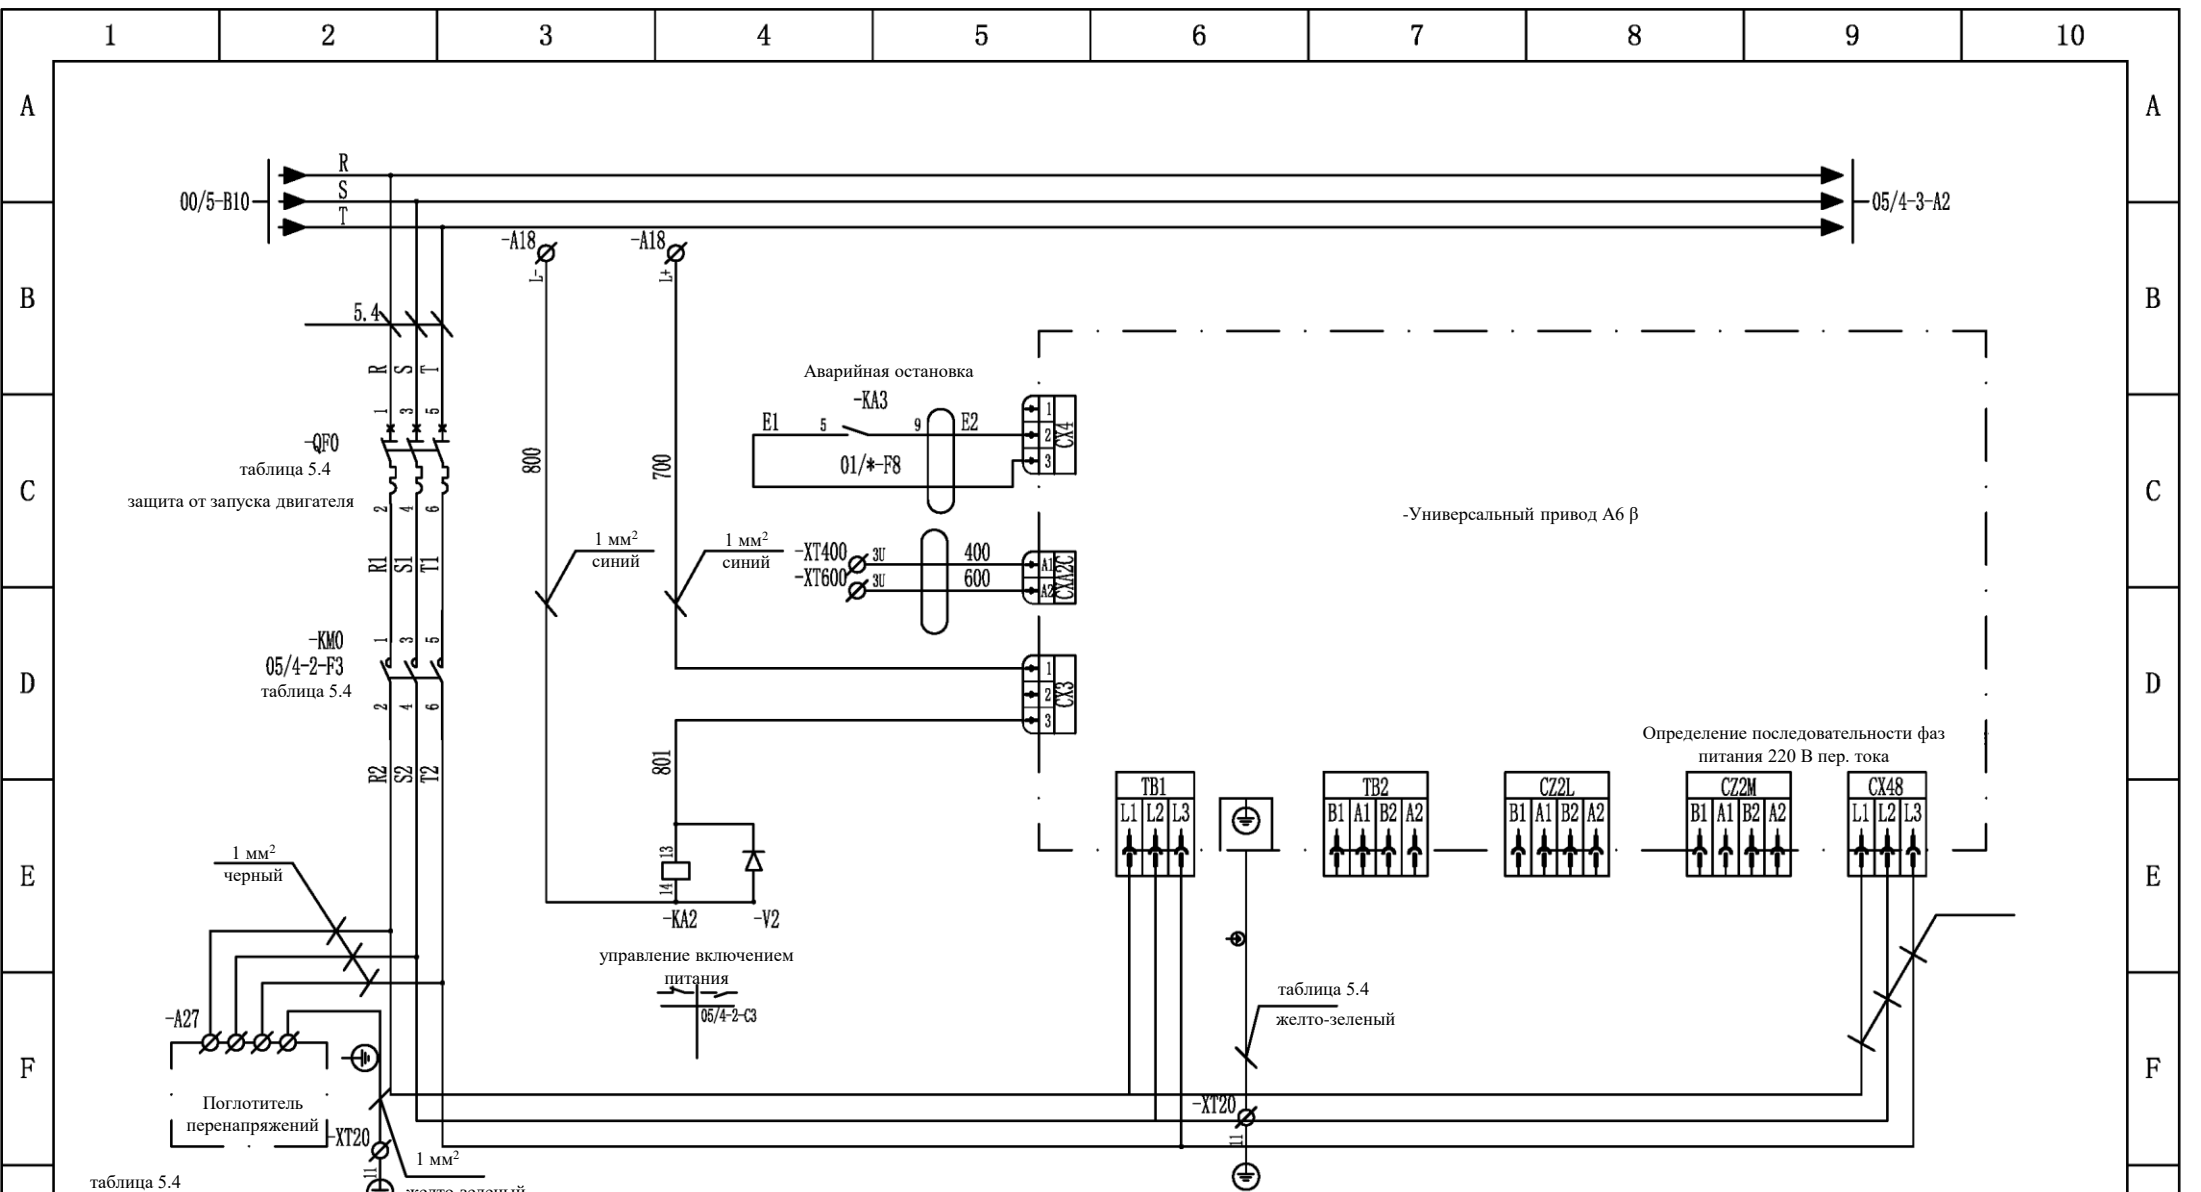 1 2 3 4 5 6 7 8 9 10
A A
R
00/5-B10 S 05/4-3-A2
T
-A18 -A18
L- L+
B B
5.4
R S T
Аварийная остановка
-KA3
1 3 5
E1 5 9 E2 1
2 CX4
-QF0
таблица 5.4
800 700 01/*-F8 3
C C
защита от запуска двигателя
2 4 6
-Универсальный привод A6 β
1 мм² 1 мм²
синий синий
R1 S1 T1
-XT400 3U 400 A1
-XT600 3U 600 A2 CXA2C
-KM0 1 3 5
05/4-2-F3
таблица 5.4
1
2 CX3
3
D D
2 4 6
Определение последовательности фаз
питания 220 В пер. тока
R2 S2 T2
801
TB1 TB2 CZ2L CZ2M CX48
L1 L2 L3 B1 A1 B2 A2 B1 A1 B2 A2 B1 A1 B2 A2 L1 L2 L3
1 мм²
черный
13
14
E E
-KA2 -V2
управление включением
питания
05/4-2-C3
таблица 5.4
желто-зеленый
-A27
F F
Поглотитель
перенапряжений
-XT20
11
-XT20
11
1 мм²
желто-зеленый
таблица 5.4